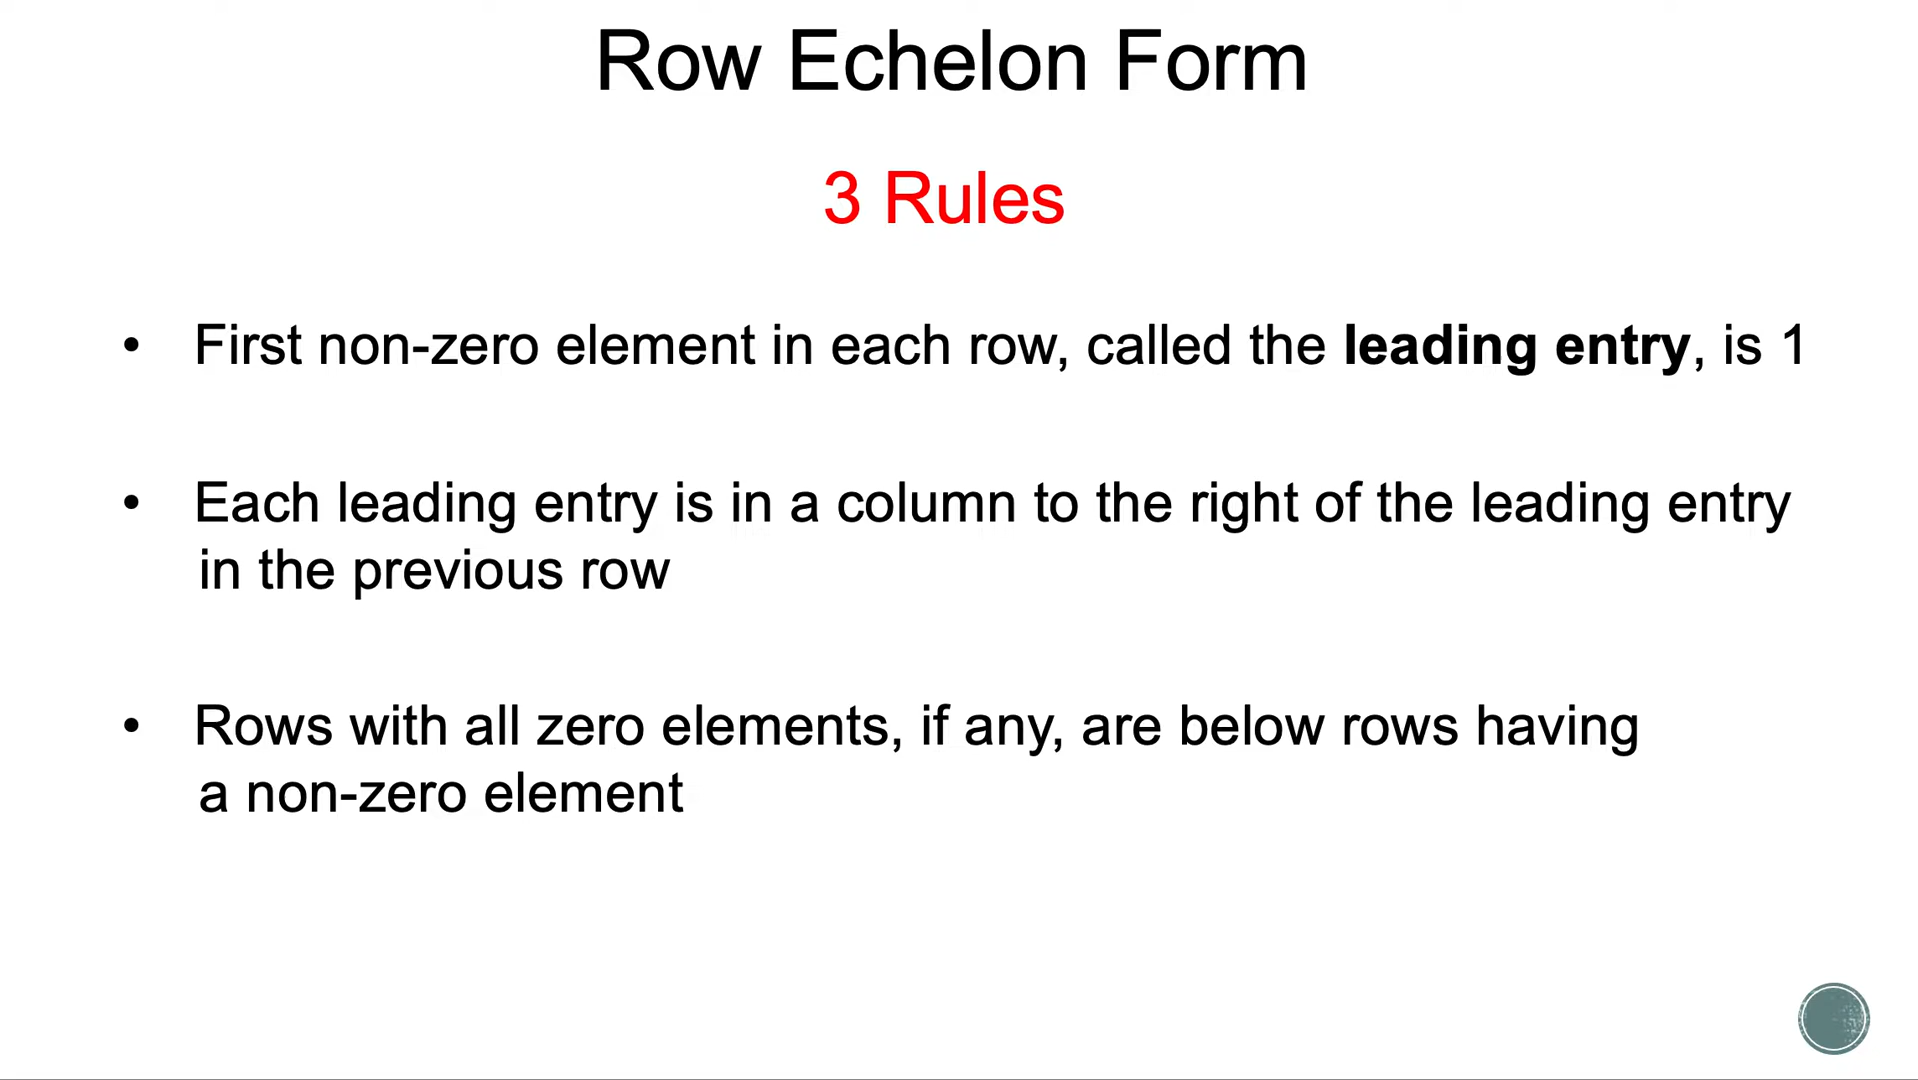 Row Echelon Form
3 Rules
• First non-zero element in each row, called the leading entry, is 1
• Each leading entry is in a column to the right of the leading entry
in the previous row
• Rows with all zero elements, if any, are below rows having
a non-zero element